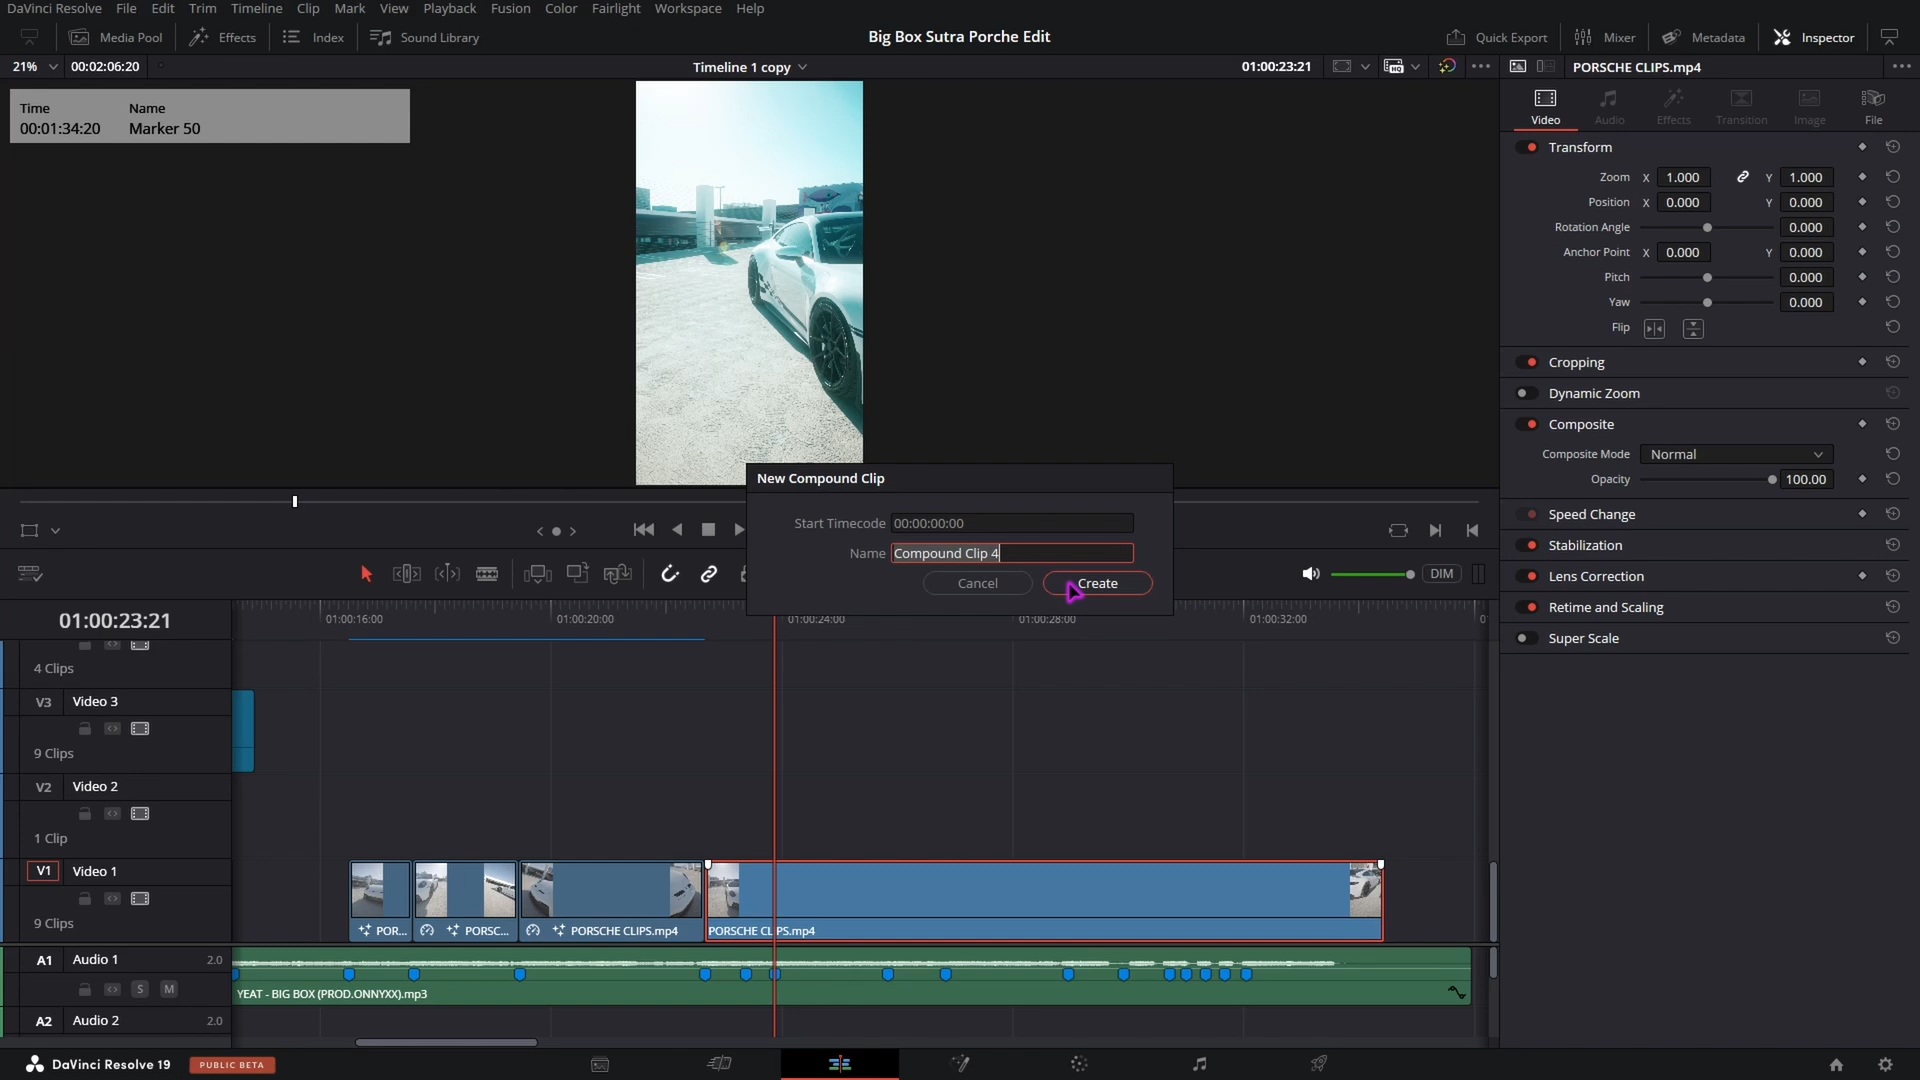 DaVinci Resolve File Edit Trim Timeline Clip Mark View Playback Fusion Color Fairlight Workspace Help
Media Pool Effects Index Sound Library Big Box Sutra Porche Edit Quick Export Mixer Metadata Inspector
21% 00:02:06:20 Timeline 1 copy 01:00:23:21 PORSCHE CLIPS.mp4
Time Name
00:01:34:20 Marker 50
Video Audio Effects Transition Image File
Transform
Zoom X 1.000 Y 1.000
Position X 0.000 Y 0.000
Rotation Angle 0.000
Anchor Point X 0.000 Y 0.000
Pitch 0.000
Yaw 0.000
Flip
Cropping
Dynamic Zoom
Composite
Composite Mode Normal
Opacity 100.00
Speed Change
Stabilization
Lens Correction
Retime and Scaling
Super Scale
New Compound Clip
Start Timecode 00:00:00:00
Name Compound Clip 4
Cancel Create
DIM
01:00:23:21
01:00:16:00 01:00:20:00 01:00:24:00 01:00:28:00 01:00:32:00
4 Clips
V3 Video 3
9 Clips
V2 Video 2
1 Clip
V1 Video 1
9 Clips
POR... PORSC... PORSCHE CLIPS.mp4 PORSCHE CLIPS.mp4
A1 Audio 1 2.0
S M
YEAT - BIG BOX (PROD.ONNYXX).mp3
A2 Audio 2 2.0
DaVinci Resolve 19 PUBLIC BETA